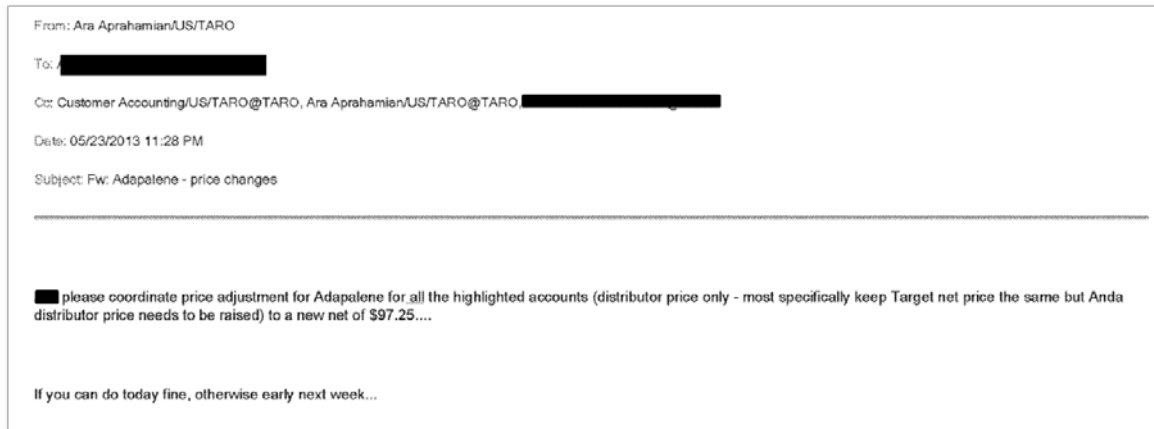 From: Ara Aprahamian/US/TARO
To:
Cc: Customer Accounting/US/TARO@TARO, Ara Aprahamian/US/TARO@TARO,
Date: 05/23/2013 11:28 PM
Subject: Fw: Adapalene - price changes
please coordinate price adjustment for Adapalene for all the highlighted accounts (distributor price only - most specifically keep Target net price the same but Anda
distributor price needs to be raised) to a new net of $97.25....
If you can do today fine, otherwise early next week...